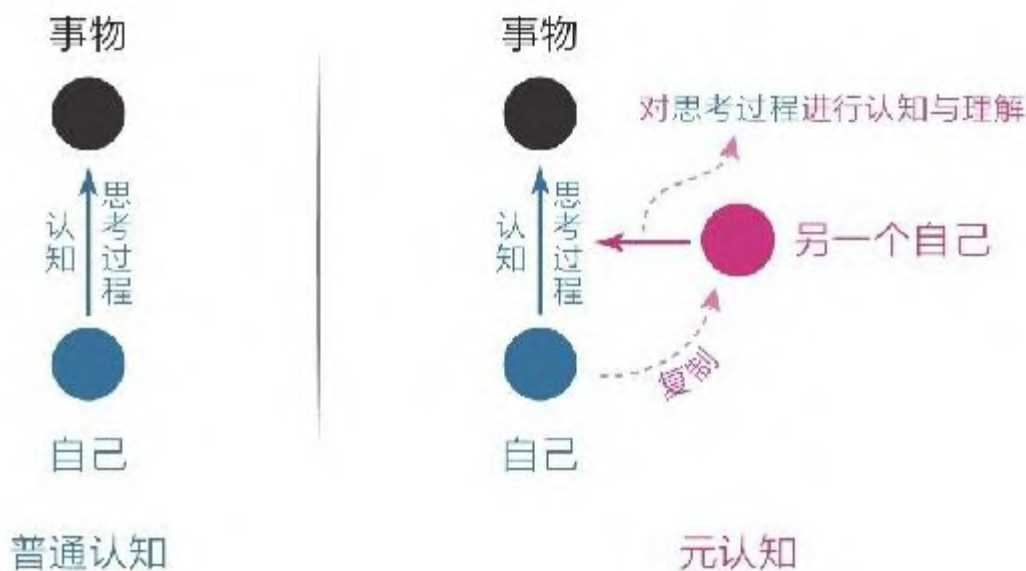 事物
认知
思考过程
自己
普通认知
事物
对思考过程进行认知与理解
认知
思考过程
另一个自己
复制
自己
元认知